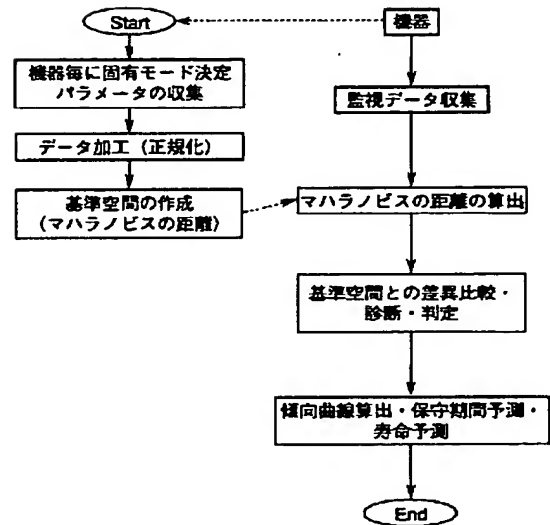 Start
機器
機器毎に固有モード決定
パラメータの収集
監視データ収集
データ加工（正規化）
基準空間の作成
（マハラノビスの距離）
マハラノビスの距離の算出
基準空間との差異比較・
診断・判定
傾向曲線算出・保守期間予測・
寿命予測
End